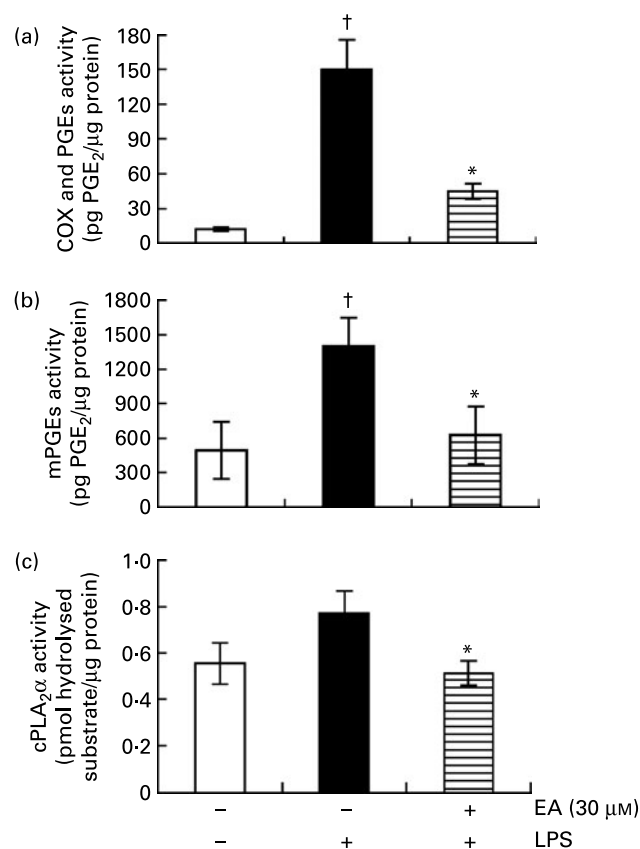 (a)
COX and PGEs activity
(pg PGE₂/μg protein)
180
150
120
90
60
30
0
†
*
(b)
mPGEs activity
(pg PGE₂/μg protein)
1800
1500
1200
900
600
300
0
†
*
(c)
cPLA₂α activity
(pmol hydrolysed
substrate/μg protein)
1·0
0·8
0·6
0·4
0·2
0
*
– – + EA (30 μM)
– + + LPS